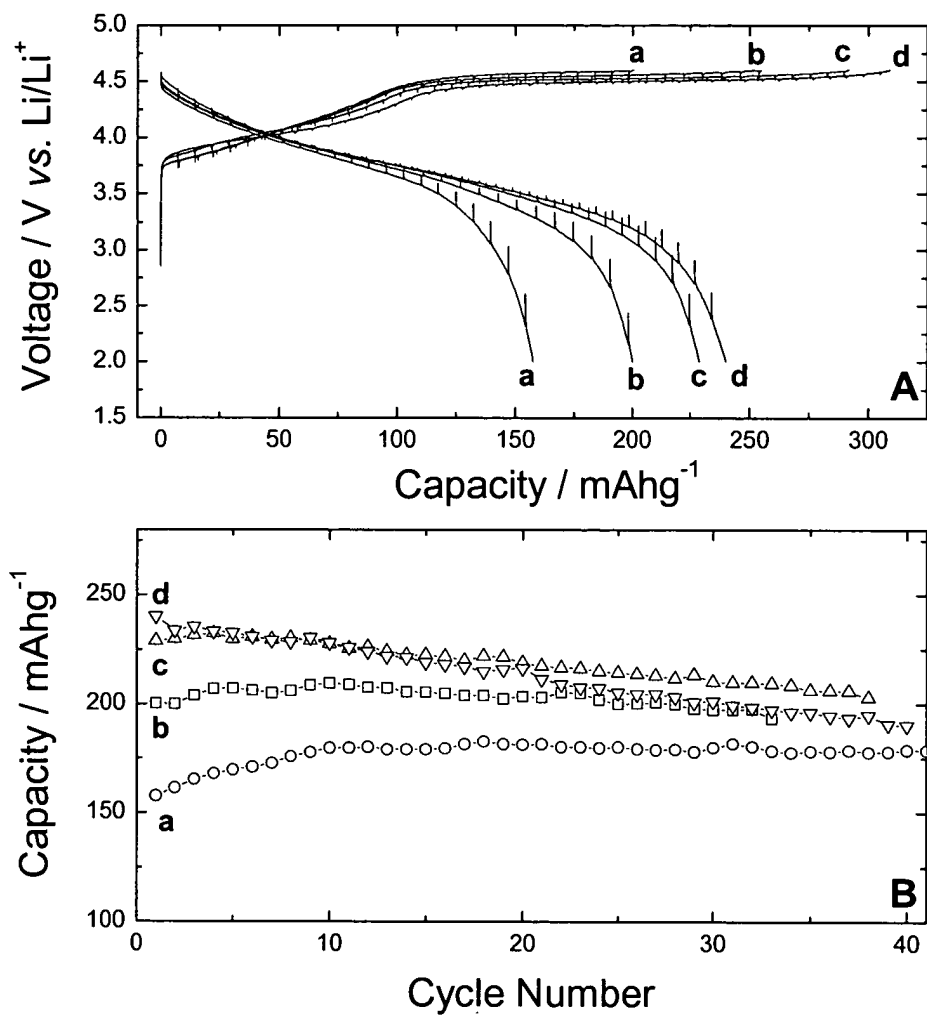 5.0
4.5
4.0
3.5
3.0
2.5
2.0
1.5
Voltage / V vs. Li/Li+
a b c d
a b c d
A
0 50 100 150 200 250 300
Capacity / mAhg-1
250
200
150
100
Capacity / mAhg-1
d
c
b
a
B
0 10 20 30 40
Cycle Number